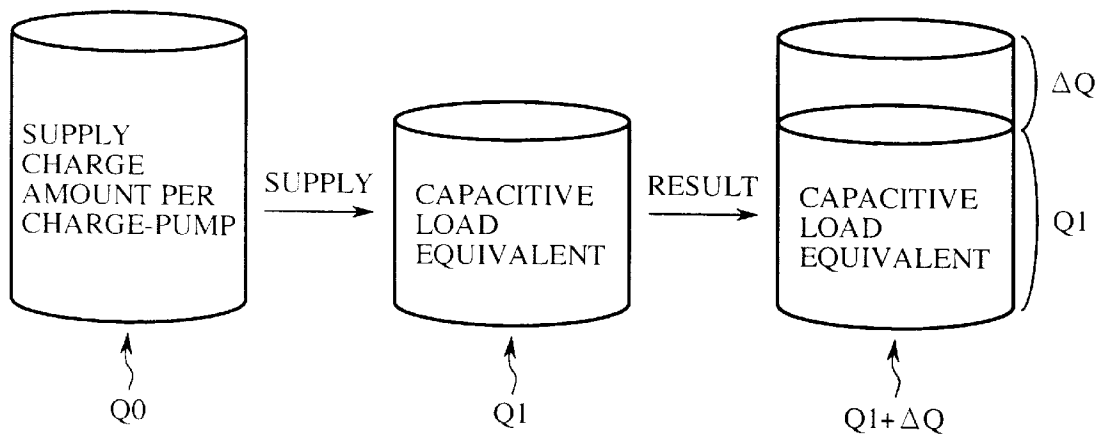 SUPPLY
CHARGE
AMOUNT PER
CHARGE-PUMP
Q0
SUPPLY
CAPACITIVE
LOAD
EQUIVALENT
Q1
RESULT
CAPACITIVE
LOAD
EQUIVALENT
ΔQ
Q1
Q1+ΔQ